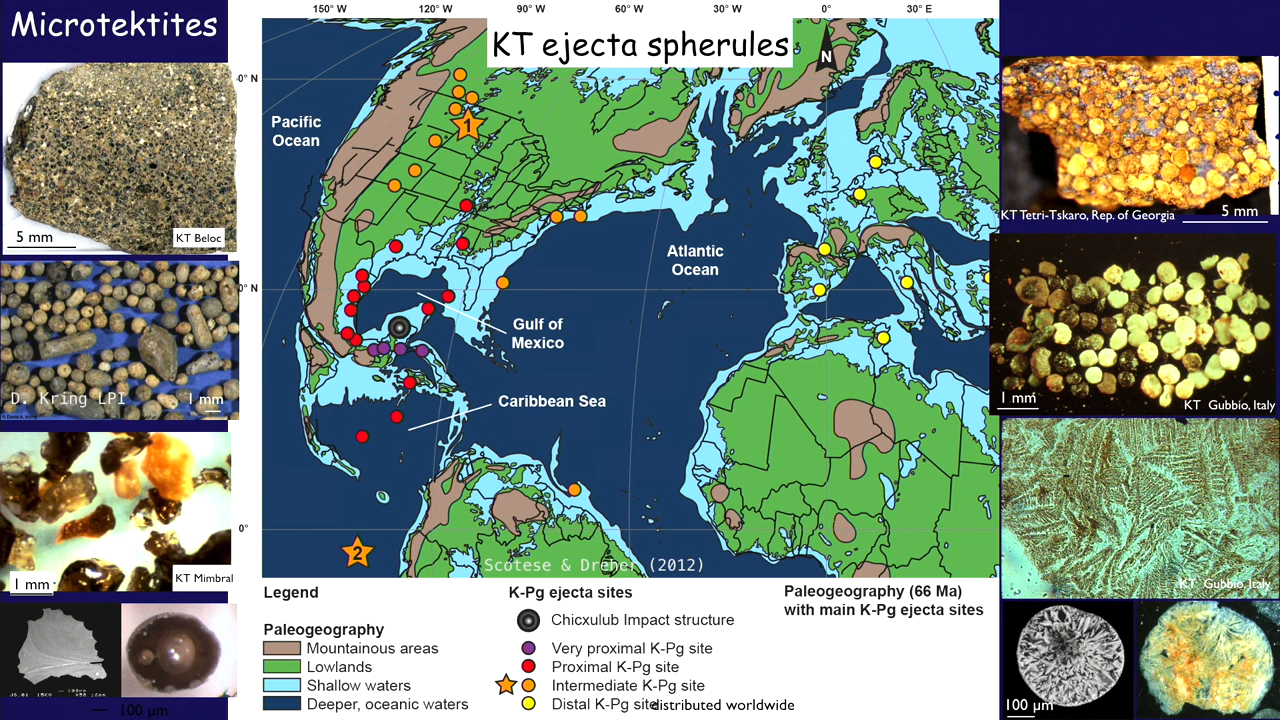 Microtektites
KT ejecta spherules
150° W
120° W
90° W
60° W
30° W
0°
30° E
0° N
0° N
0°
N
Pacific
Ocean
Atlantic
Ocean
Gulf of
Mexico
Caribbean Sea
1
2
Scotese & Dreher (2012)
5 mm
KT Beloc
D. Kring LPI
1 mm
1 mm
KT Mimbral
100 µm
KT Tetri-Tskaro, Rep. of Georgia
5 mm
1 mm
KT Gubbio, Italy
KT Gubbio, Italy
100 µm
Legend
Paleogeography
Mountainous areas
Lowlands
Shallow waters
Deeper, oceanic waters
K-Pg ejecta sites
Chicxulub Impact structure
Very proximal K-Pg site
Proximal K-Pg site
Intermediate K-Pg site
Distal K-Pg site distributed worldwide
Paleogeography (66 Ma)
with main K-Pg ejecta sites